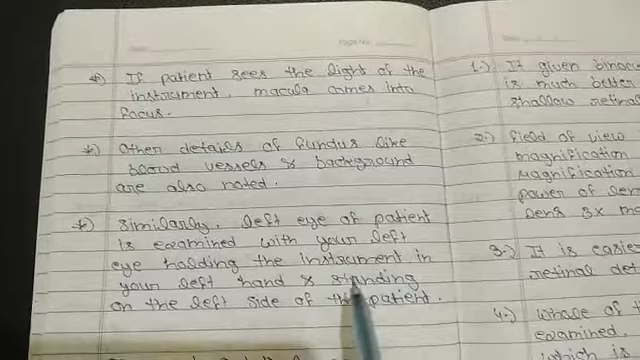 *) If patient sees the light of the
instrument, macula comes into
focus.
*) Other details of fundus like
blood vessels & background
are also noted.
*) Similarly, left eye of patient
is examined with your left
eye holding the instrument in
your left hand & standing
on the left side of the patient.
1.) It given
is much better
shallow retinal
2.) Field of view
magnification
Magnification
power of
lens 3x
3.) It is easier
retinal
4.)
examined.
which is